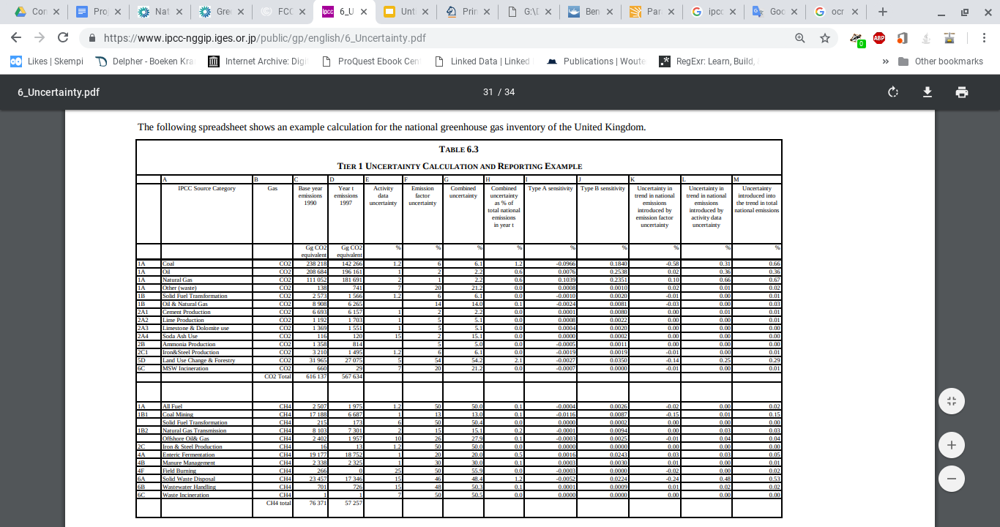 Con Proj Nat Gre FCC 6_U Unti Prin G:\ Ben Par ipcc Goo ocr
https://www.ipcc-nggip.iges.or.jp/public/gp/english/6_Uncertainty.pdf
Likes | Skempi Delpher - Boeken Kra Internet Archive: Digi ProQuest Ebook Cen Linked Data | Linked Publications | Woute RegExr: Learn, Build, Other bookmarks
6_Uncertainty.pdf 31 / 34
The following spreadsheet shows an example calculation for the national greenhouse gas inventory of the United Kingdom.
TABLE 6.3
TIER 1 UNCERTAINTY CALCULATION AND REPORTING EXAMPLE
A B C D E F G H I J K L M
IPCC Source Category Gas Base year Year t Activity Emission Combined Combined Type A sensitivity Type B sensitivity Uncertainty in Uncertainty in Uncertainty
emissions emissions data factor uncertainty uncertainty trend in national trend in national introduced into
1990 1997 uncertainty uncertainty as % of emissions emissions the trend in total
total national introduced by introduced by national emissions
emissions emission factor activity data
in year t uncertainty uncertainty
Gg CO2 Gg CO2 % % % % % % % % %
equivalent equivalent
1A Coal CO2 238 218 142 266 1.2 6 6.1 1.2 -0.0966 0.1840 -0.58 0.31 0.66
1A Oil CO2 208 684 196 161 1 2 2.2 0.6 0.0076 0.2538 0.02 0.36 0.36
1A Natural Gas CO2 111 052 181 691 2 1 2.2 0.6 0.1039 0.2351 0.10 0.66 0.67
1A Other (waste) CO2 138 741 7 20 21.2 0.0 0.0008 0.0010 0.02 0.01 0.02
1B Solid Fuel Transformation CO2 2 573 1 566 1.2 6 6.1 0.0 -0.0010 0.0020 -0.01 0.00 0.01
1B Oil & Natural Gas CO2 8 908 6 265 14 14.0 0.1 -0.0024 0.0081 -0.03 0.00 0.03
2A1 Cement Production CO2 6 693 6 157 1 2 2.2 0.0 0.0001 0.0080 0.00 0.01 0.01
2A2 Lime Production CO2 1 192 1 703 1 5 5.1 0.0 0.0008 0.0022 0.00 0.00 0.01
2A3 Limestone & Dolomite use CO2 1 369 1 551 1 5 5.1 0.0 0.0004 0.0020 0.00 0.00 0.00
2A4 Soda Ash Use CO2 116 120 15 2 15.1 0.0 0.0000 0.0002 0.00 0.00 0.00
2B Ammonia Production CO2 1 358 814 5 5.0 0.0 -0.0005 0.0011 0.00 0.00 0.00
2C1 Iron&Steel Production CO2 3 210 1 495 1.2 6 6.1 0.0 -0.0019 0.0019 -0.01 0.00 0.01
5D Land Use Change & Forestry CO2 31 965 27 075 5 54 54.2 2.1 -0.0027 0.0350 -0.14 0.25 0.29
6C MSW Incineration CO2 660 29 7 20 21.2 0.0 -0.0007 0.0000 -0.01 0.00 0.01
CO2 Total 616 137 567 634
1A All Fuel CH4 2 507 1 975 1.2 50 50.0 0.1 -0.0004 0.0026 -0.02 0.00 0.02
1B1 Coal Mining CH4 17 188 6 687 1 13 13.0 0.1 -0.0116 0.0087 -0.15 0.01 0.15
Solid Fuel Transformation CH4 215 173 6 50 50.4 0.0 0.0000 0.0002 0.00 0.00 0.00
1B2 Natural Gas Transmission CH4 8 103 7 301 2 15 15.1 0.2 -0.0001 0.0094 0.00 0.03 0.03
Offshore Oil& Gas CH4 2 402 1 957 10 26 27.9 0.1 -0.0003 0.0025 -0.01 0.04 0.04
2C Iron & Steel Production CH4 16 13 1.2 50 50.0 0.0 0.0000 0.0000 0.00 0.00 0.00
4A Enteric Fermentation CH4 19 177 18 752 1 20 20.0 0.5 0.0016 0.0243 0.03 0.03 0.05
4B Manure Management CH4 2 338 2 325 1 30 30.0 0.1 0.0003 0.0030 0.01 0.00 0.01
4F Field Burning CH4 266 0 25 50 55.9 0.0 -0.0003 0.0000 -0.02 0.00 0.02
6A Solid Waste Disposal CH4 23 457 17 346 15 46 48.4 1.2 -0.0052 0.0224 -0.24 0.48 0.53
6B Wastewater Handling CH4 701 726 15 48 50.3 0.1 0.0001 0.0009 0.01 0.02 0.02
6C Waste Incineration CH4 1 1 7 50 50.5 0.0 0.0000 0.0000 0.00 0.00 0.00
CH4 total 76 371 57 257